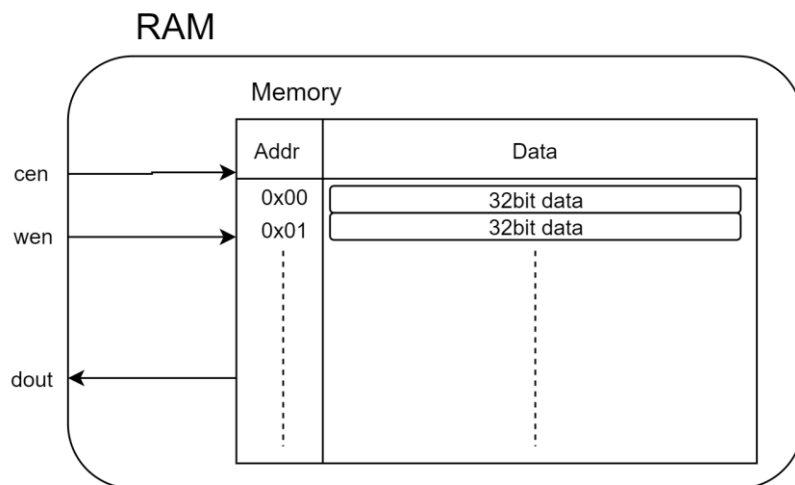 RAM
Memory
Addr Data
cen
0x00 32bit data
wen
0x01 32bit data
dout